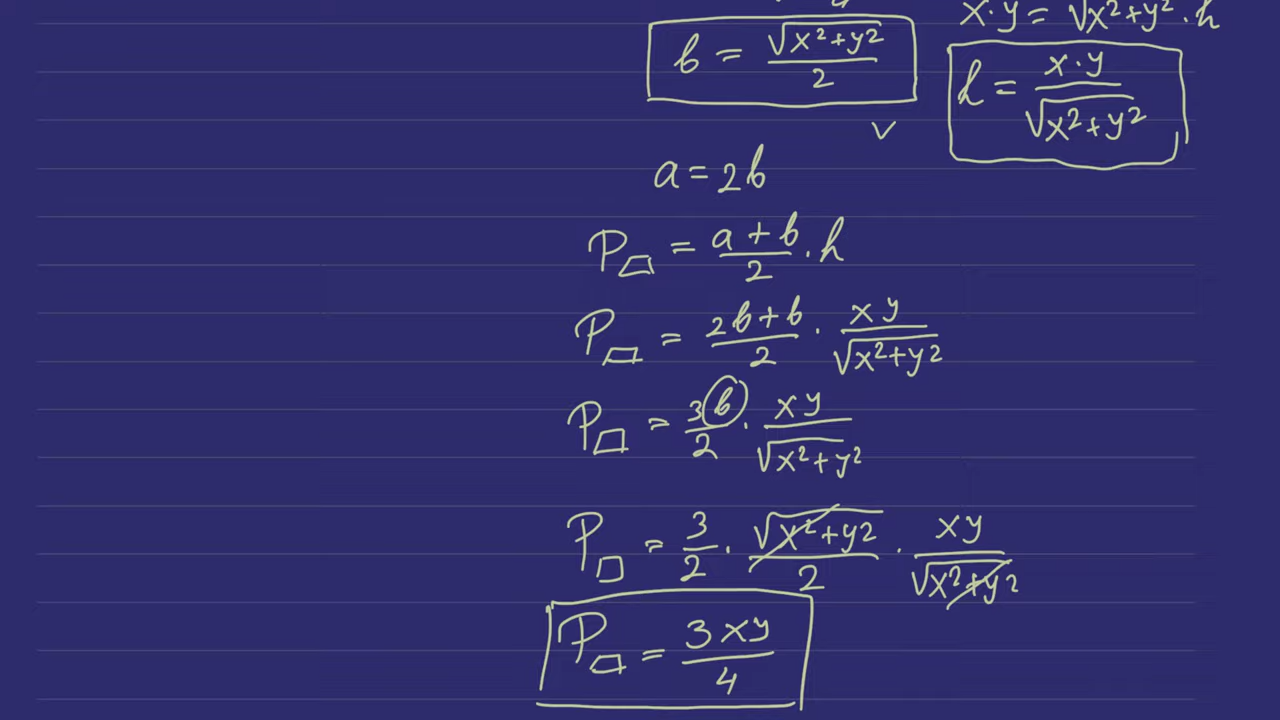 x·y = √x²+y² · h
b = √x²+y² / 2
h = x·y / √x²+y²
a = 2b
P▱ = a + b / 2 · h
P▱ = 2b+b / 2 · xy / √x²+y²
P▱ = 3b / 2 · xy / √x²+y²
P▱ = 3 / 2 · √x²+y² / 2 · xy / √x²+y²
P▱ = 3xy / 4